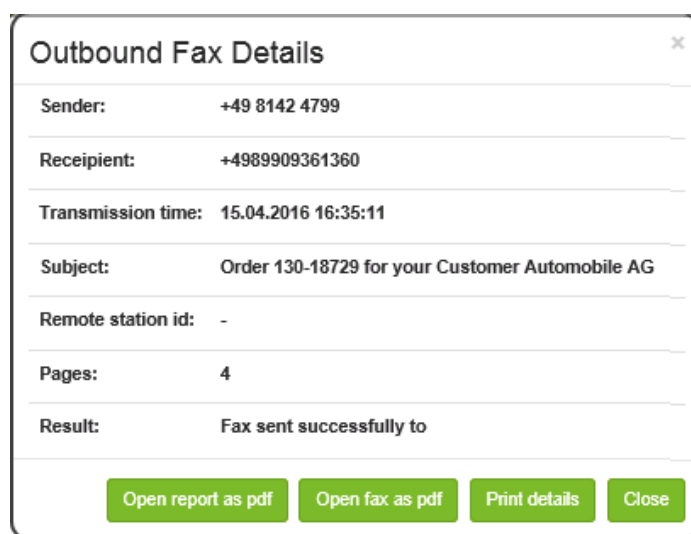 Outbound Fax Details ×
Sender: +49 8142 4799
Receipient: +4989909361360
Transmission time: 15.04.2016 16:35:11
Subject: Order 130-18729 for your Customer Automobile AG
Remote station id: -
Pages: 4
Result: Fax sent successfully to
Open report as pdf Open fax as pdf Print details Close